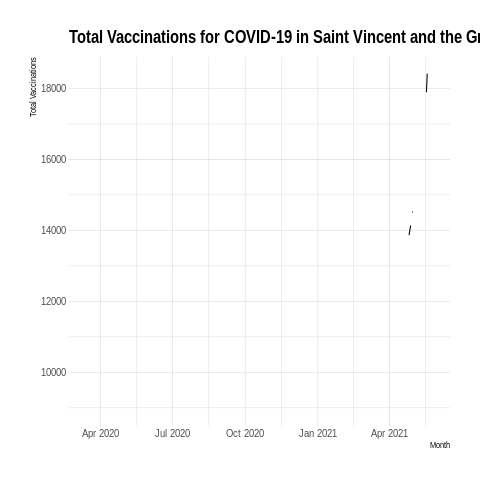 Total Vaccinations for COVID-19 in Saint Vincent and the Gr
Total Vaccinations
18000
16000
14000
12000
10000
Apr 2020 Jul 2020 Oct 2020 Jan 2021 Apr 2021
Month